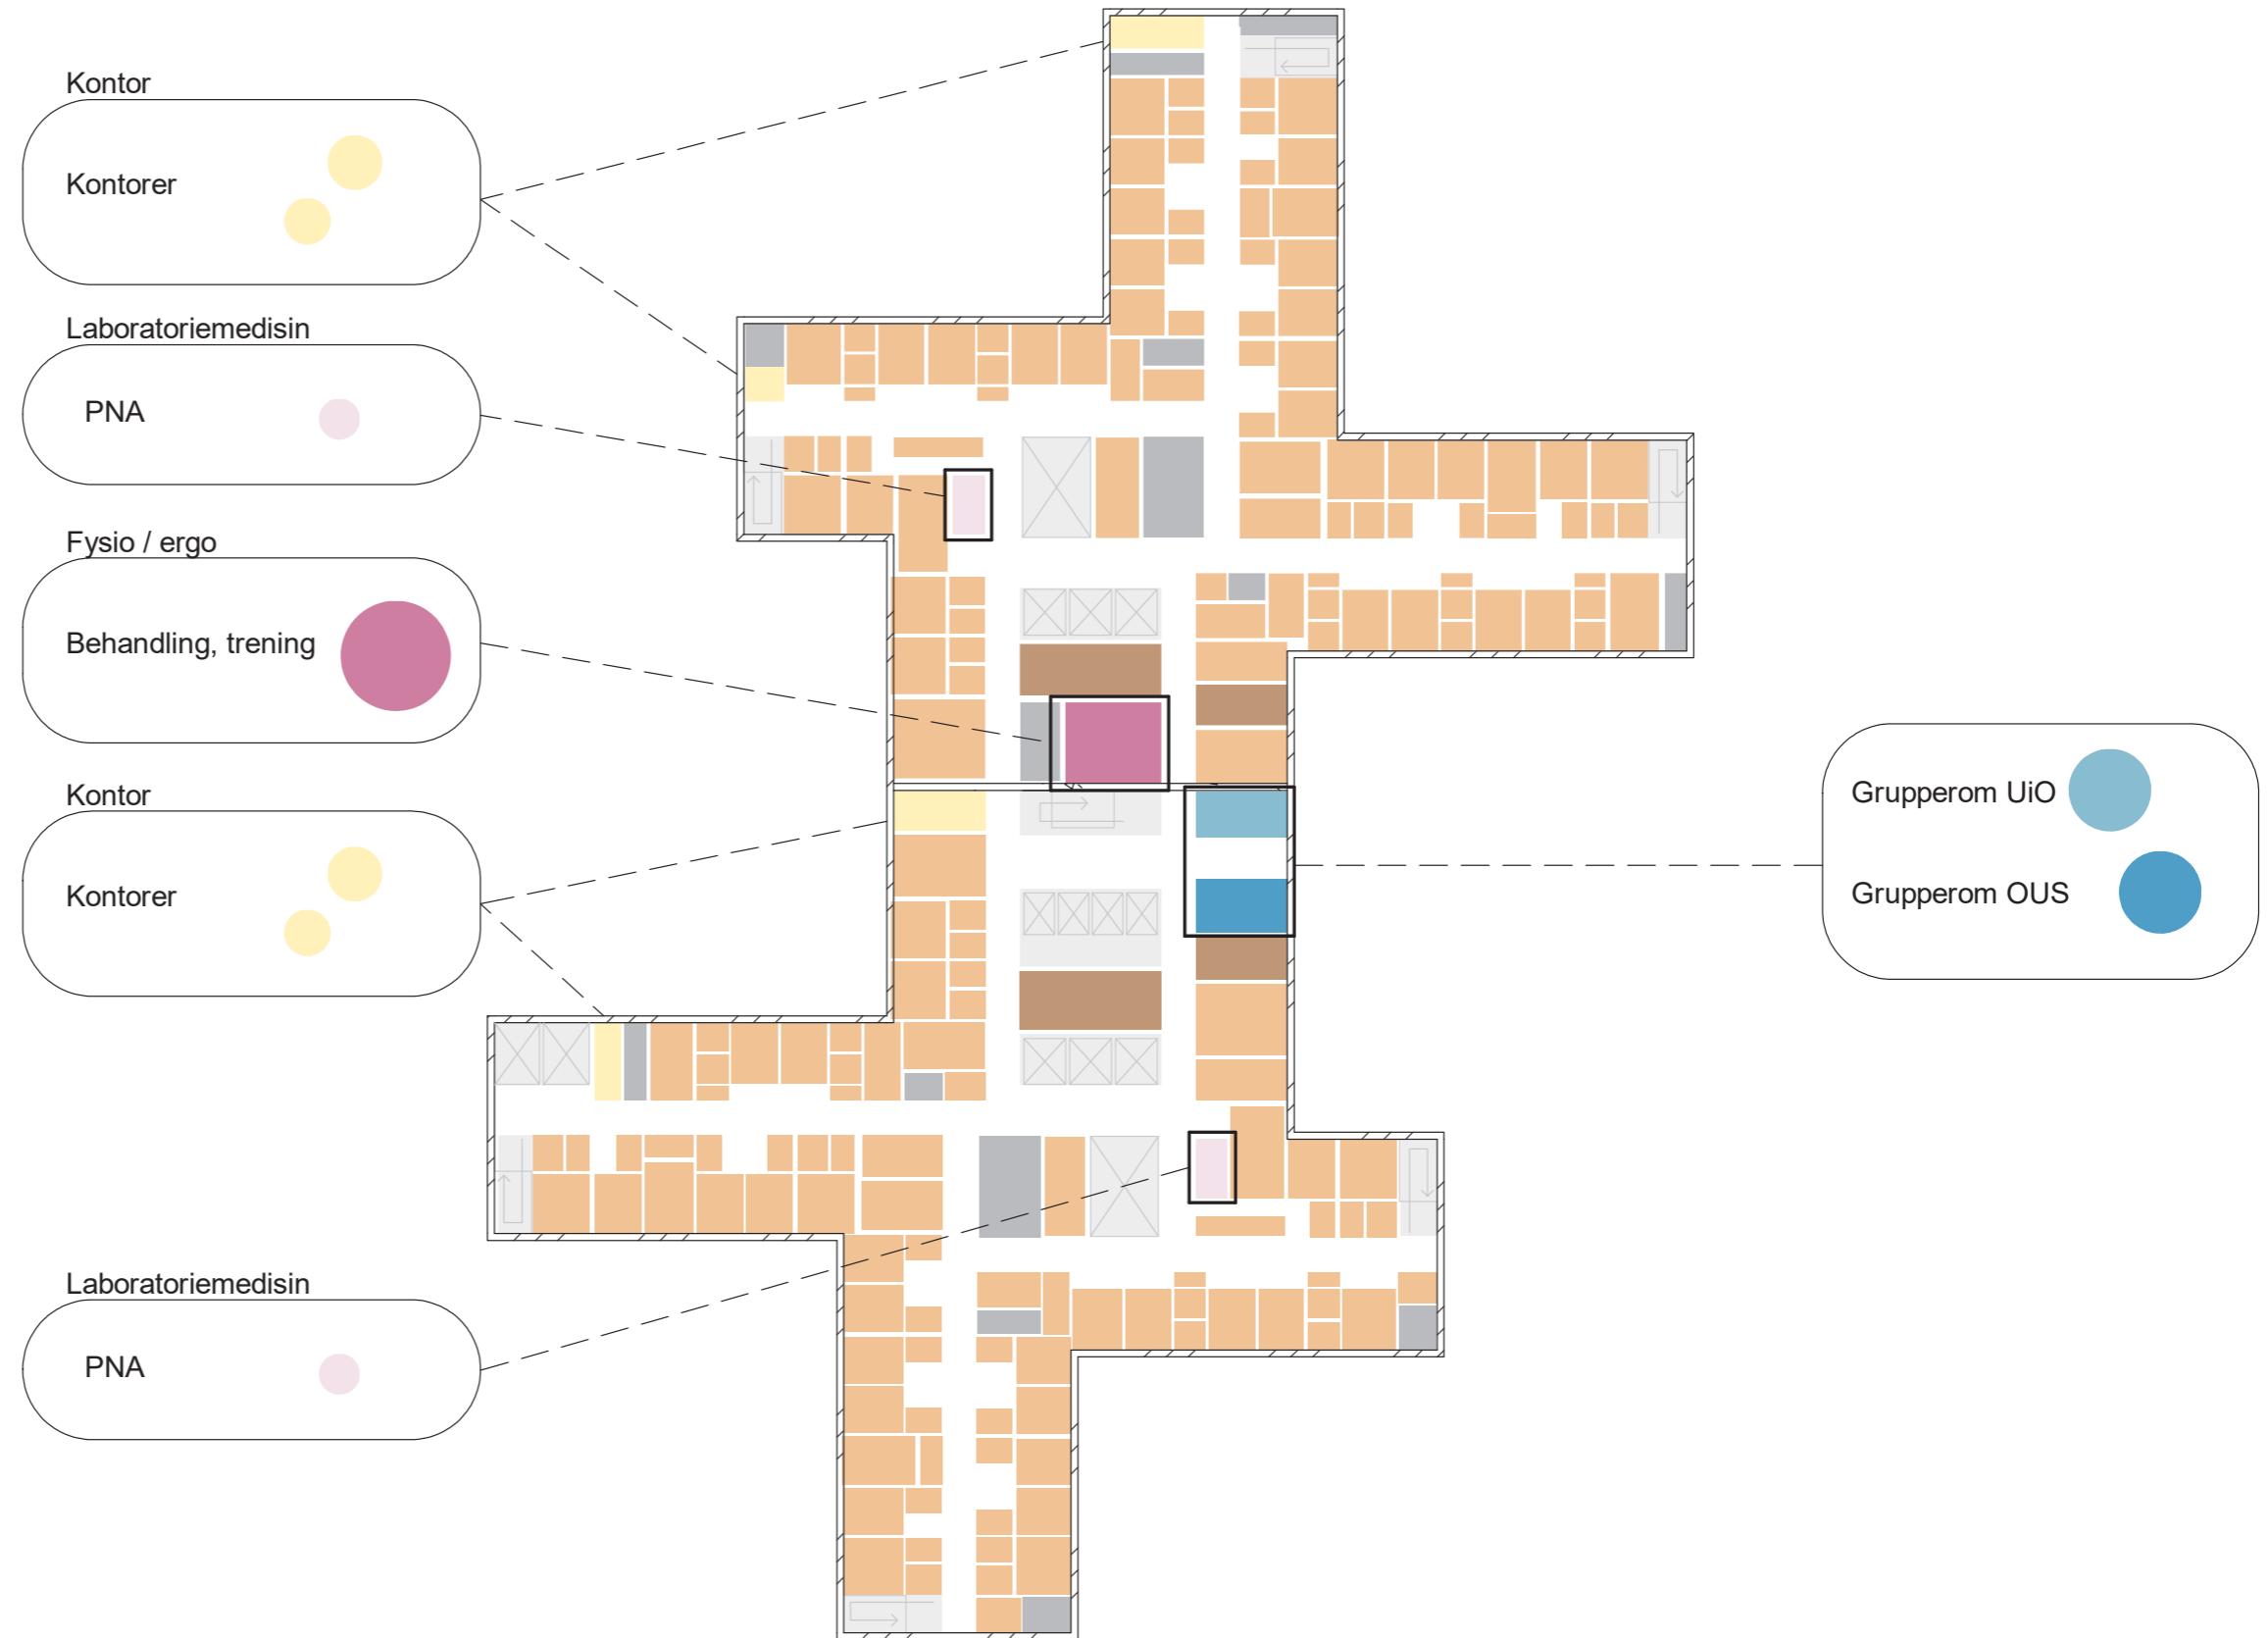 Kontor
Kontorer
Laboratoriemedisin
PNA
Fysio / ergo
Behandling, trening
Kontor
Kontorer
Grupperom UiO
Grupperom OUS
Laboratoriemedisin
PNA